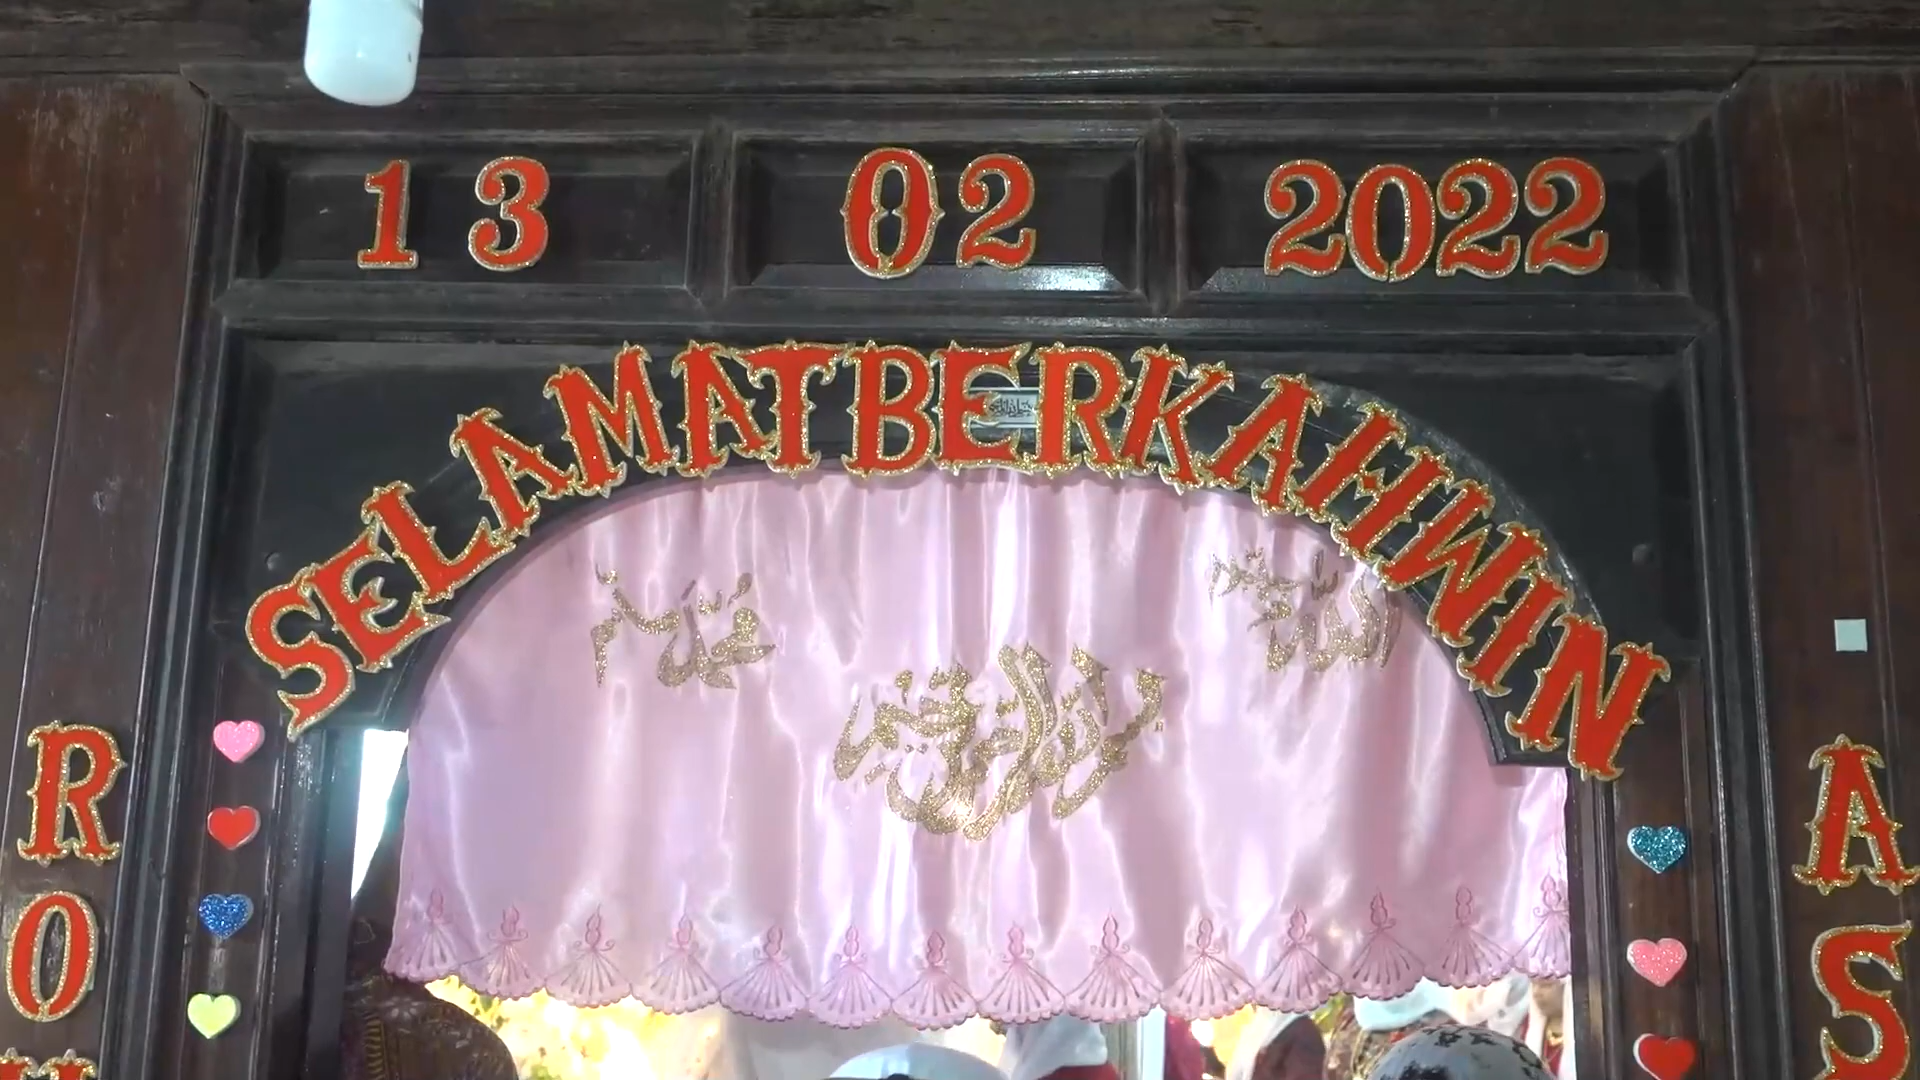 13 02 2022
SELAMAT BERKAHWIN
محمد صلى الله عليه وسلم
الله جل جلاله
بسم الله الرحمن الرحيم
R
O
A
S